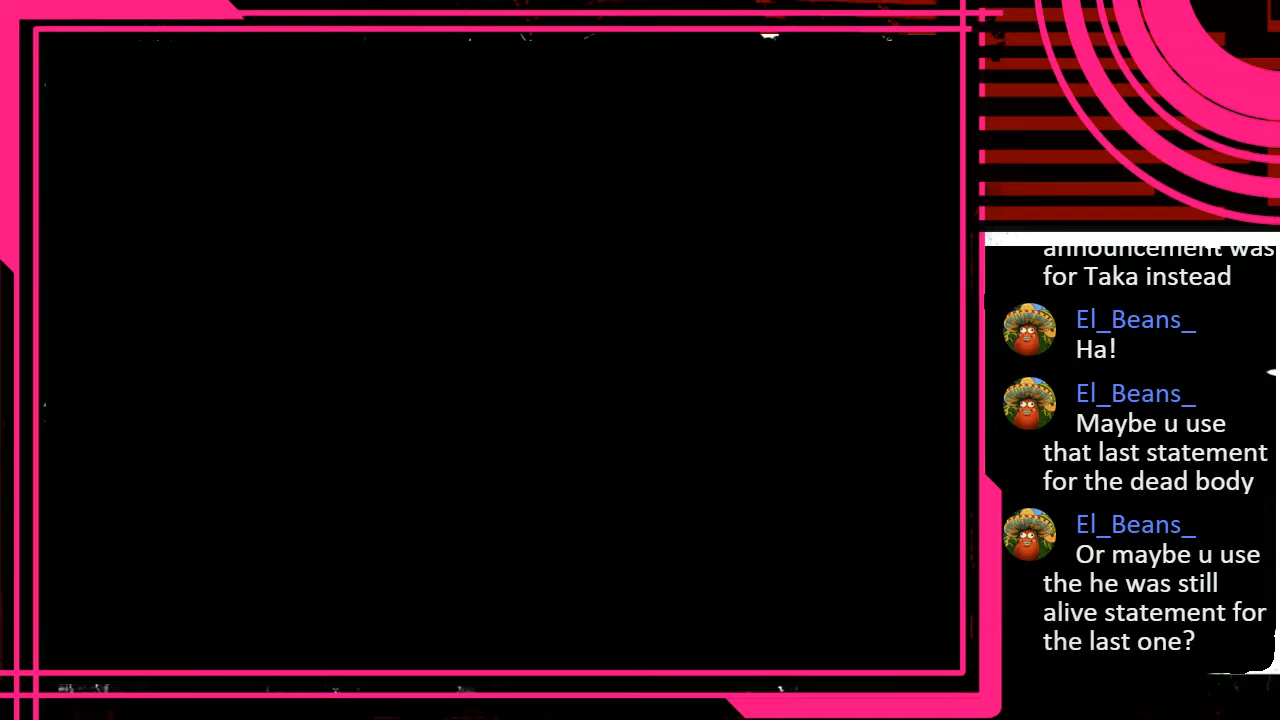 announcement was
for Taka instead
El_Beans_
Ha!
El_Beans_
Maybe u use
that last statement
for the dead body
El_Beans_
Or maybe u use
the he was still
alive statement for
the last one?